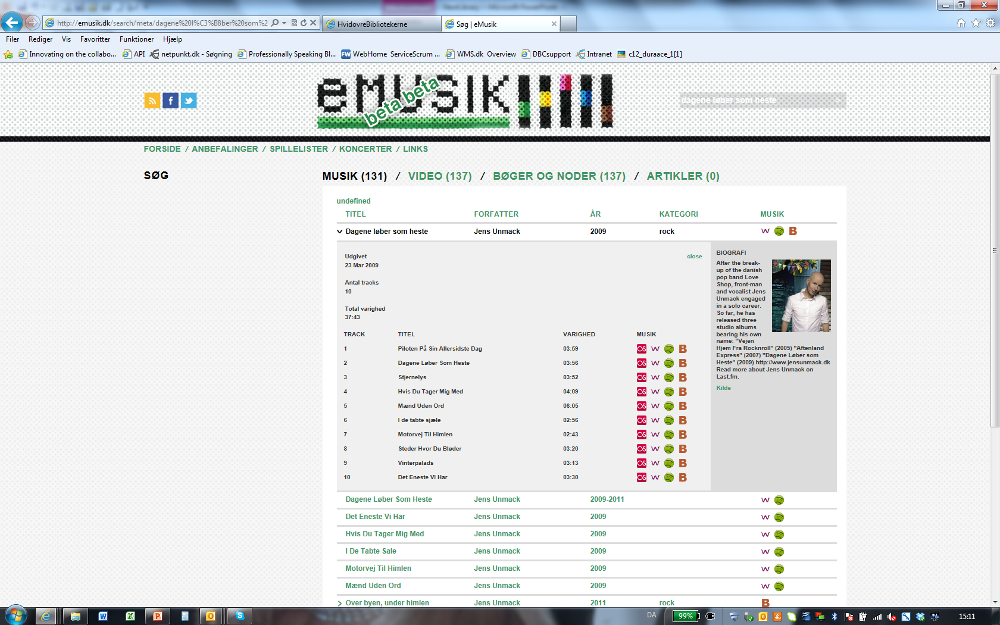 http://emusik.dk/search/meta/dagene%20l%C3%B8ber%20som%2
HvidovreBibliotekerne
Søg | eMusik
Filer Rediger Vis Favoritter Funktioner Hjælp
Innovating on the collabo... API netpunkt.dk - Søgning Professionally Speaking Bl... WebHome ServiceScrum ... WMS.dk Overview DBCsupport Intranet c12_duraace_1[1]
eMUSIK
beta beta
dagene løber som heste
FORSIDE / ANBEFALINGER / SPILLELISTER / KONCERTER / LINKS
SØG
MUSIK (131) / VIDEO (137) / BØGER OG NODER (137) / ARTIKLER (0)
undefined
TITEL FORFATTER ÅR KATEGORI MUSIK
Dagene løber som heste Jens Unmack 2009 rock W B
Udgivet
23 Mar 2009
close
Antal tracks
10
Total varighed
37:43
TRACK TITEL VARIGHED MUSIK
1 Piloten På Sin Allersidste Dag 03:59 W B
2 Dagene Løber Som Heste 03:56 W B
3 Stjernelys 03:52 W B
4 Hvis Du Tager Mig Med 04:09 W B
5 Mænd Uden Ord 06:05 W B
6 I de tabte sjæle 02:56 W B
7 Motorvej Til Himlen 02:43 W B
8 Steder Hvor Du Bløder 03:20 W B
9 Vinterpalads 03:13 W B
10 Det Eneste VI Har 03:30 W B
BIOGRAFI
After the break-
up of the danish
pop band Love
Shop, front-man
and vocalist Jens
Unmack engaged
in a solo career.
So far, he has
released three
studio albums
bearing his own
name: "Vejen
Hjem Fra Rocknroll" (2005) "Aftenland
Express" (2007) "Dagene Løber som
Heste" (2009) http://www.jensunmack.dk
Read more about Jens Unmack on
Last.fm.
Kilde
Dagene Løber Som Heste Jens Unmack 2009-2011 W
Det Eneste Vi Har Jens Unmack 2009 W
Hvis Du Tager Mig Med Jens Unmack 2009 W
I De Tabte Sale Jens Unmack 2009 W
Motorvej Til Himlen Jens Unmack 2009 W
Mænd Uden Ord Jens Unmack 2009 W
Over byen, under himlen Jens Unmack 2011 rock B
DA 99% 15:11